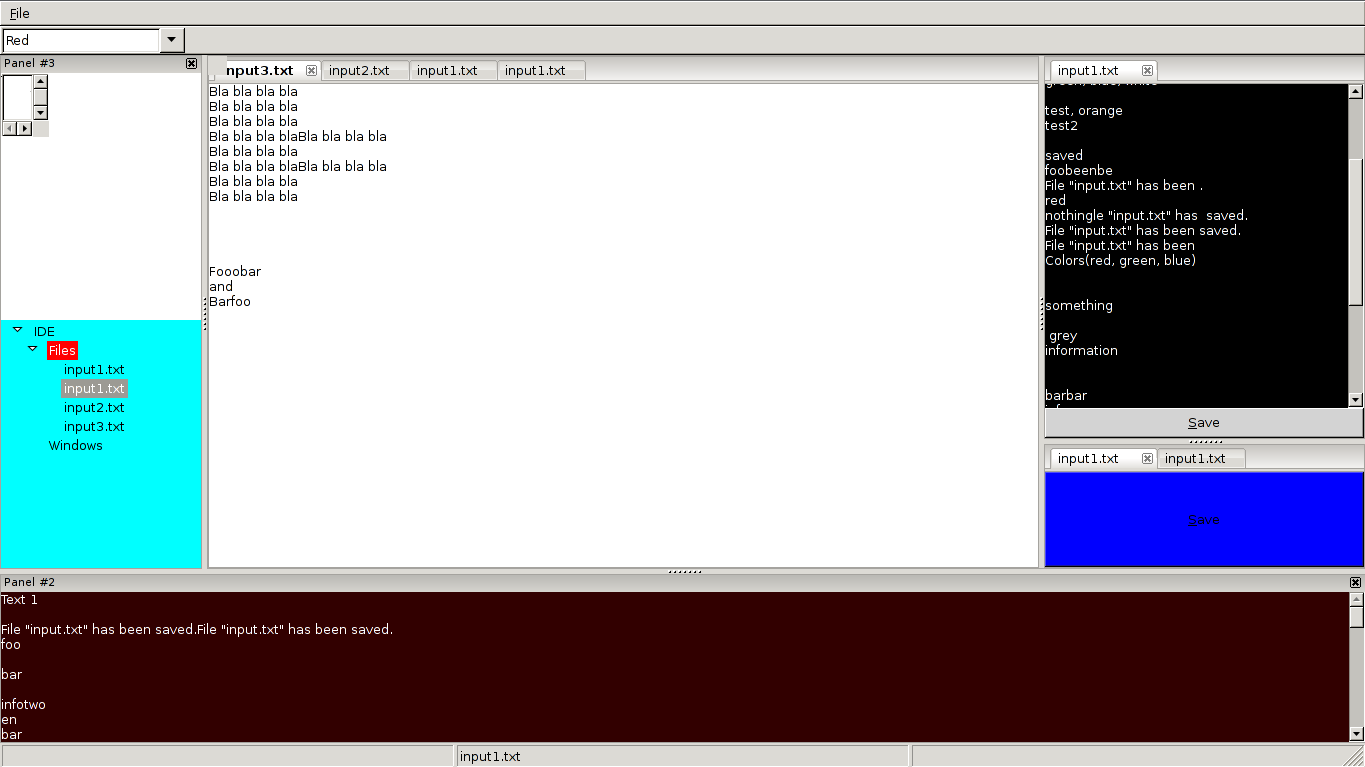 File
Red
Panel #3
IDE
Files
input1.txt
input1.txt
input2.txt
input3.txt
Windows
nput3.txt input2.txt input1.txt input1.txt
Bla bla bla bla
Bla bla bla bla
Bla bla bla bla
Bla bla bla blaBla bla bla bla
Bla bla bla bla
Bla bla bla blaBla bla bla bla
Bla bla bla bla
Bla bla bla bla
Fooobar
and
Barfoo
input1.txt
green, blue, white
test, orange
test2
saved
foobeenbe
File "input.txt" has been .
red
nothingle "input.txt" has  saved.
File "input.txt" has been saved.
File "input.txt" has been
Colors(red, green, blue)
something
grey
information
barbar
Save
input1.txt input1.txt
Save
Panel #2
Text 1
File "input.txt" has been saved.File "input.txt" has been saved.
foo
bar
infotwo
en
bar
input1.txt